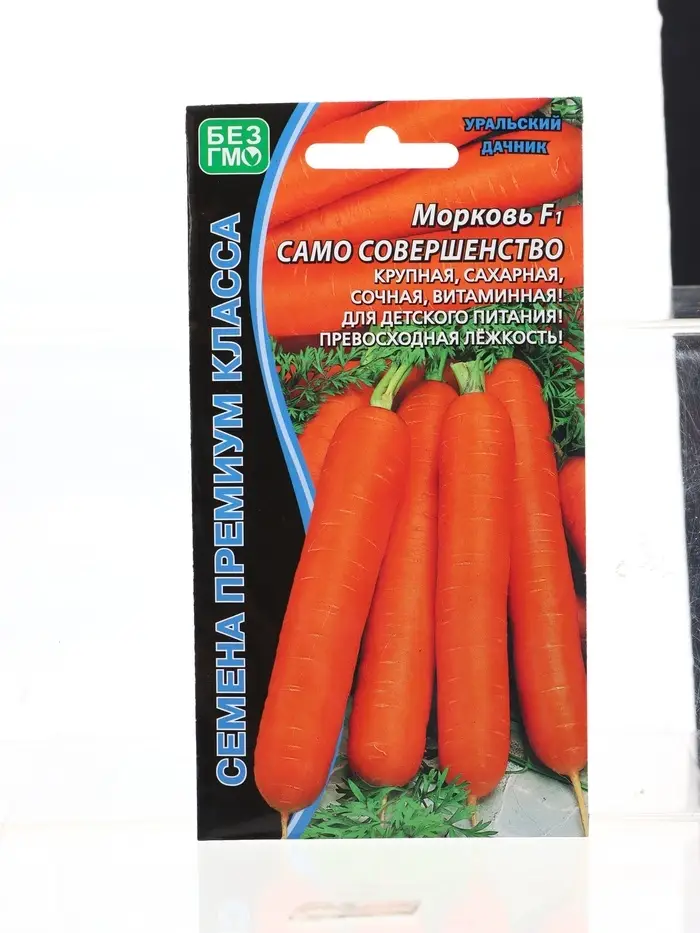 БЕЗ
ГМО
УРАЛЬСКИЙ
ДАЧНИК
Морковь F1
САМО СОВЕРШЕНСТВО
КРУПНАЯ, САХАРНАЯ,
СОЧНАЯ, ВИТАМИННАЯ!
ДЛЯ ДЕТСКОГО ПИТАНИЯ!
ПРЕВОСХОДНАЯ ЛЁЖКОСТЬ!
СЕМЕНА ПРЕМИУМ КЛАССА